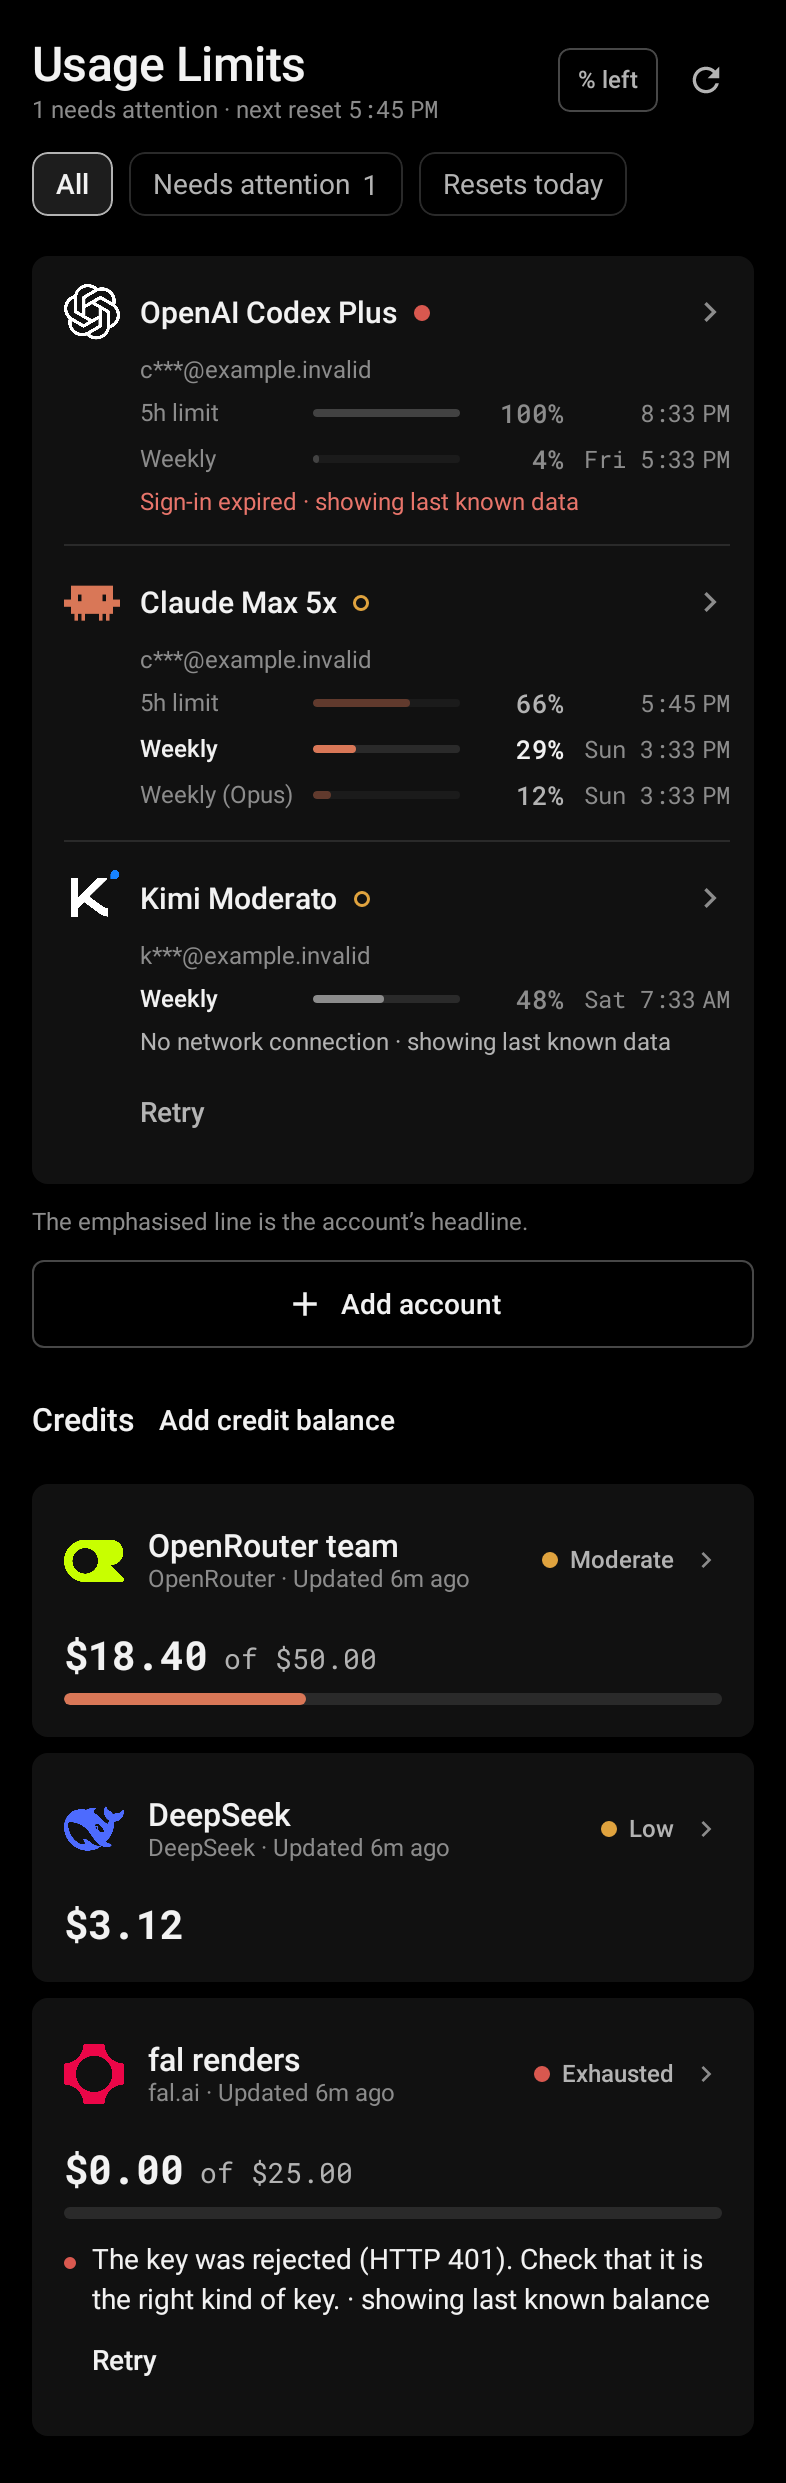 Usage Limits
1 needs attention · next reset 5:45 PM
% left
All
Needs attention 1
Resets today
OpenAI Codex Plus
c***@example.invalid
5h limit 100% 8:33 PM
Weekly 4% Fri 5:33 PM
Sign-in expired · showing last known data
Claude Max 5x
c***@example.invalid
5h limit 66% 5:45 PM
Weekly 29% Sun 3:33 PM
Weekly (Opus) 12% Sun 3:33 PM
Kimi Moderato
k***@example.invalid
Weekly 48% Sat 7:33 AM
No network connection · showing last known data
Retry
The emphasised line is the account’s headline.
Add account
Credits Add credit balance
OpenRouter team
OpenRouter · Updated 6m ago
Moderate
$18.40 of $50.00
DeepSeek
DeepSeek · Updated 6m ago
Low
$3.12
fal renders
fal.ai · Updated 6m ago
Exhausted
$0.00 of $25.00
The key was rejected (HTTP 401). Check that it is
the right kind of key. · showing last known balance
Retry